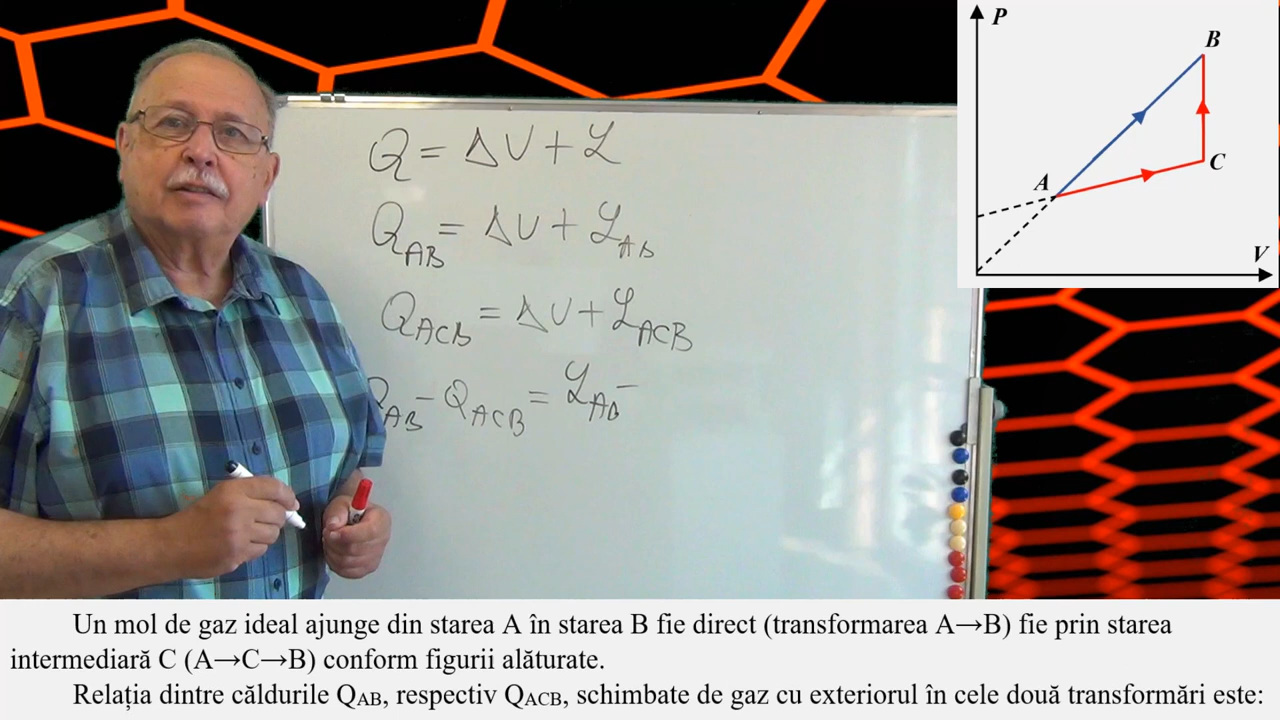 Q = ΔU + L
Q_AB = ΔU + L_AB
Q_ACB = ΔU + L_ACB
Q_AB - Q_ACB = L_AB -
P
B
C
A
V
Un mol de gaz ideal ajunge din starea A în starea B fie direct (transformarea A→B) fie prin starea
intermediară C (A→C→B) conform figurii alăturate.
Relația dintre căldurile QAB, respectiv QACB, schimbate de gaz cu exteriorul în cele două transformări este: